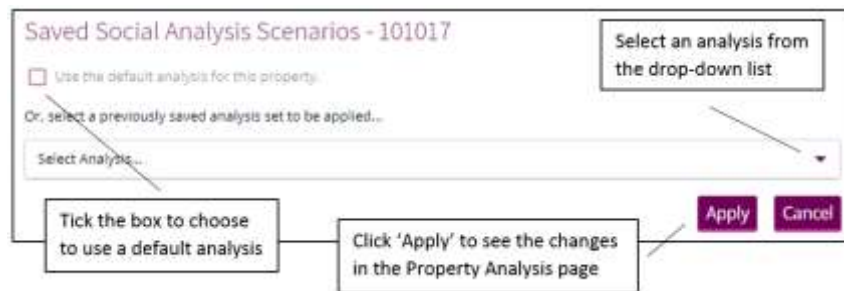 Saved Social Analysis Scenarios - 101017
Select an analysis from
the drop-down list
Use the default analysis for this property.
Or, select a previously saved analysis set to be applied...
Select Analysis...
Apply
Cancel
Tick the box to choose
to use a default analysis
Click ‘Apply’ to see the changes
in the Property Analysis page